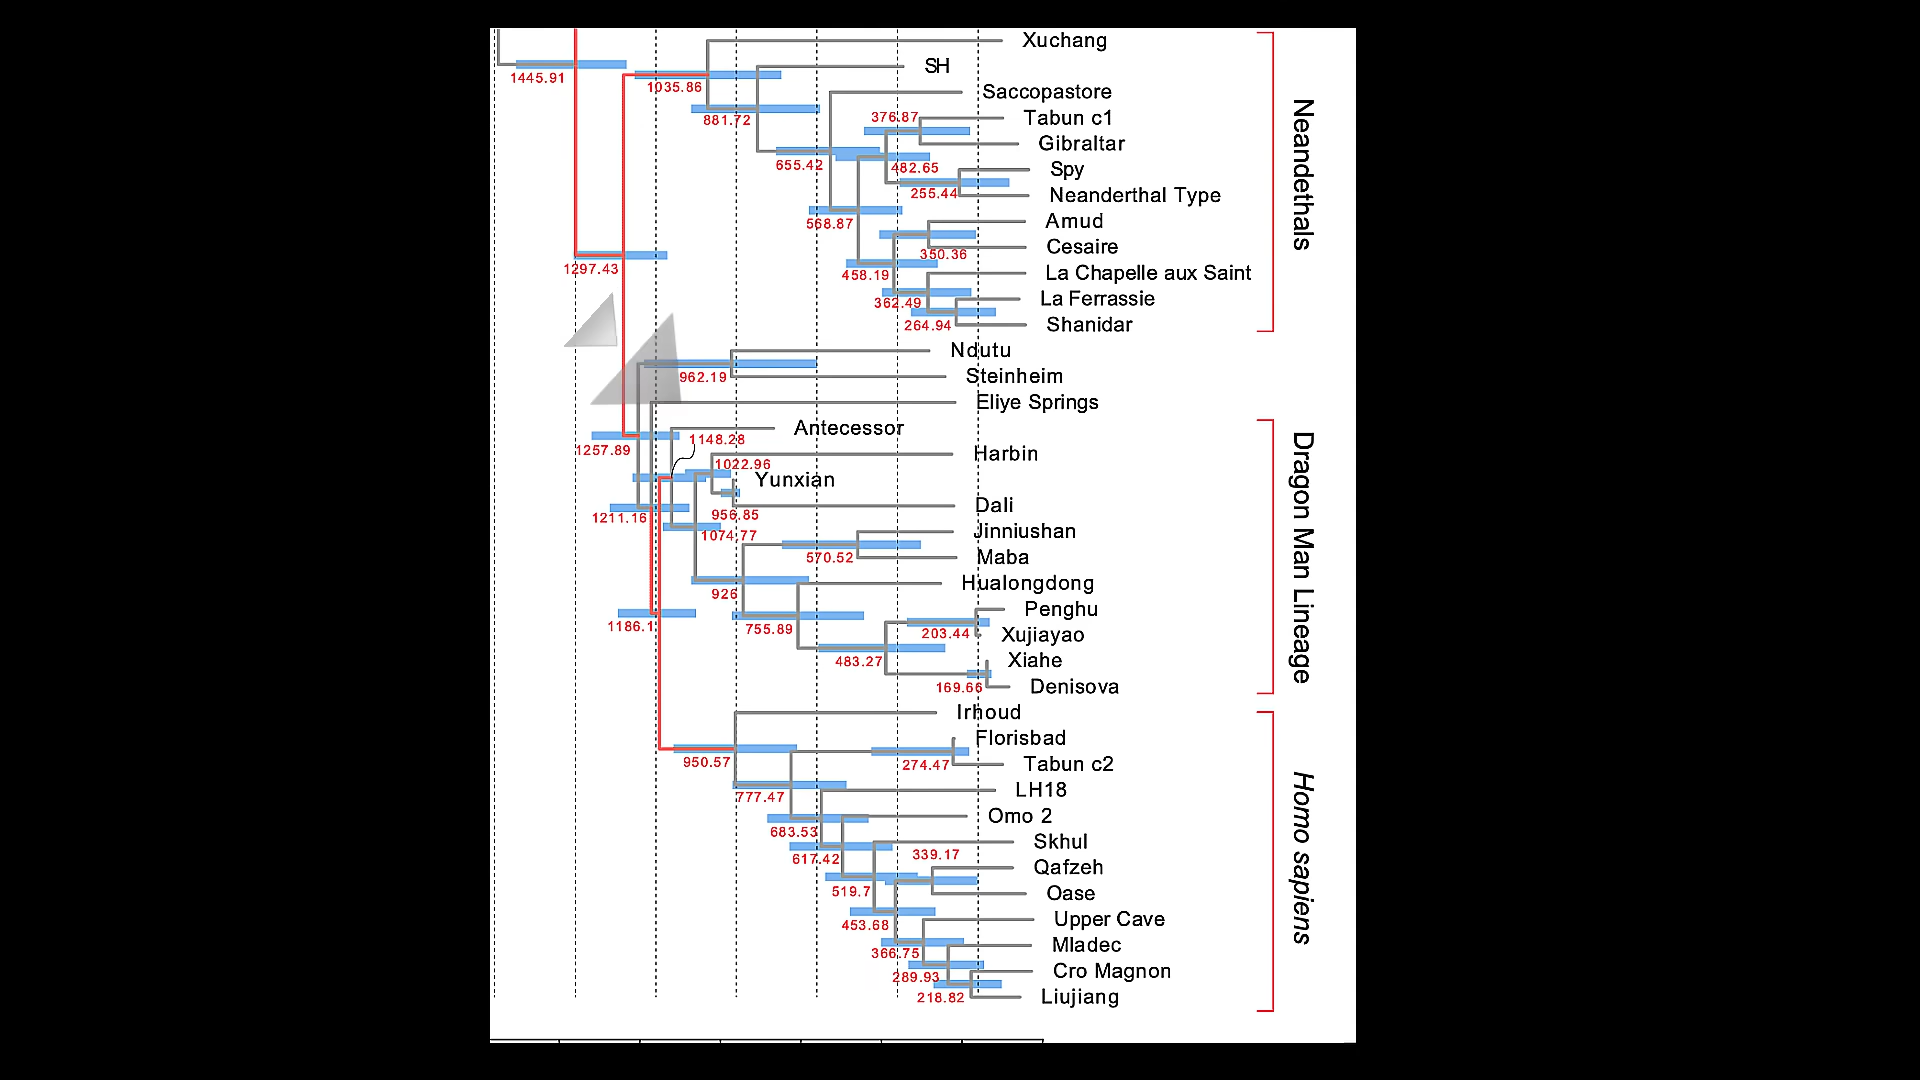 Xuchang
SH
1445.91
1035.86
Saccopastore
881.72
376.87
Tabun c1
Gibraltar
655.42
482.65
Spy
255.44
Neanderthal Type
568.87
Amud
Cesaire
350.36
1297.43
458.19
La Chapelle aux Saint
362.49
La Ferrassie
264.94
Shanidar
Neandethals
Ndutu
962.19
Steinheim
Eliye Springs
Antecessor
1148.28
1257.89
Harbin
1022.96
Yunxian
Dali
956.85
1211.16
1074.77
Jinniushan
570.52
Maba
Hualongdong
926
Penghu
1186.1
755.89
203.44
Xujiayao
483.27
Xiahe
169.66
Denisova
Dragon Man Lineage
Irhoud
Florisbad
950.57
274.47
Tabun c2
777.47
LH18
Omo 2
683.53
Skhul
617.42
339.17
Qafzeh
519.7
Oase
453.68
Upper Cave
366.75
Mladec
289.93
Cro Magnon
218.82
Liujiang
Homo sapiens